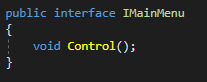 public interface IMainMenu
{
    void Control();
}